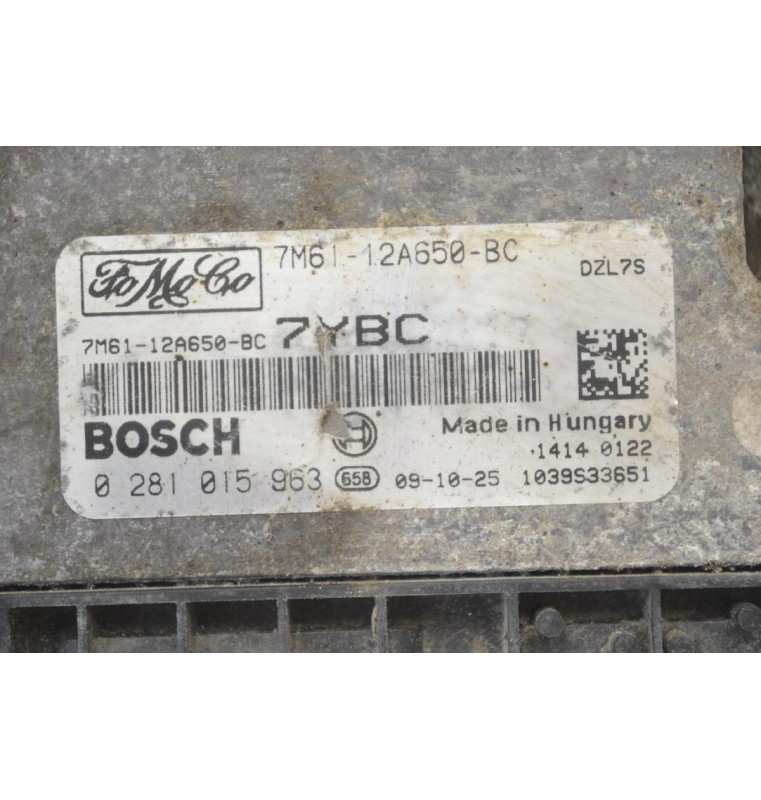 FoMoCo 7M61-12A650-BC DZL7S
7M61-12A650-BC 7YBC
BOSCH Made in Hungary
1414 0122
0 281 015 963 65B 09-10-25 1039S33651